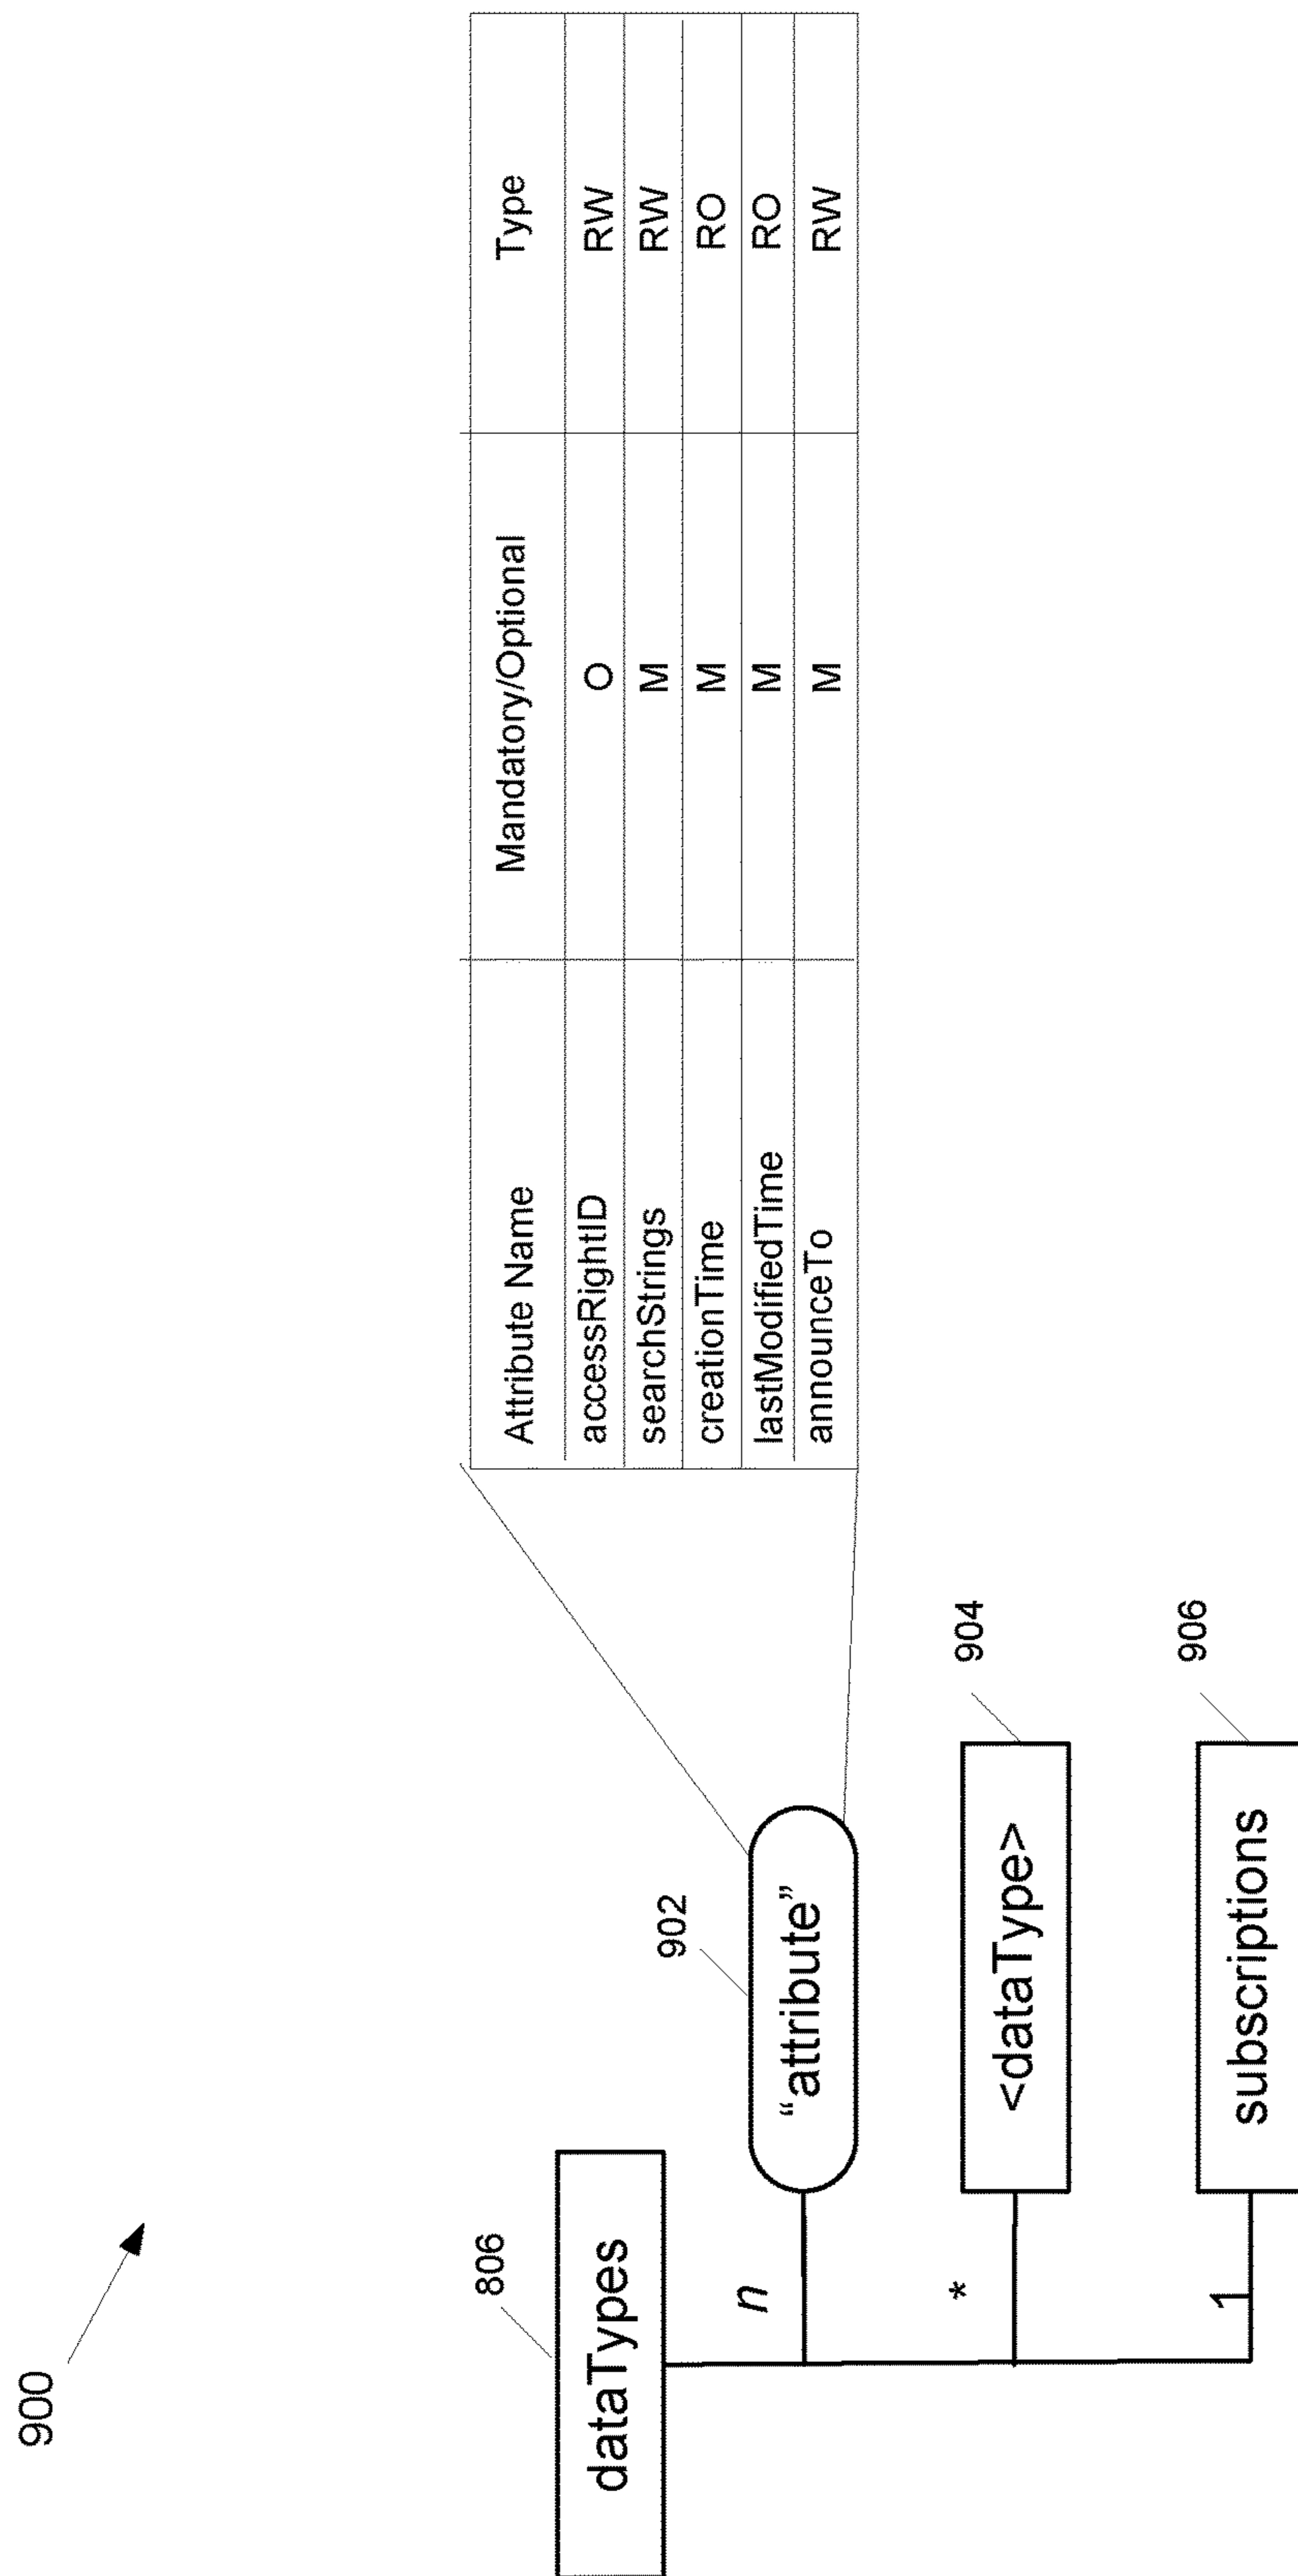 900
806
dataTypes
n
902
“attribute”
*
904
<dataType>
1
906
subscriptions
Attribute Name Mandatory/Optional Type
accessRightID O RW
searchStrings M RW
creationTime M RO
lastModifiedTime M RO
announceTo M RW